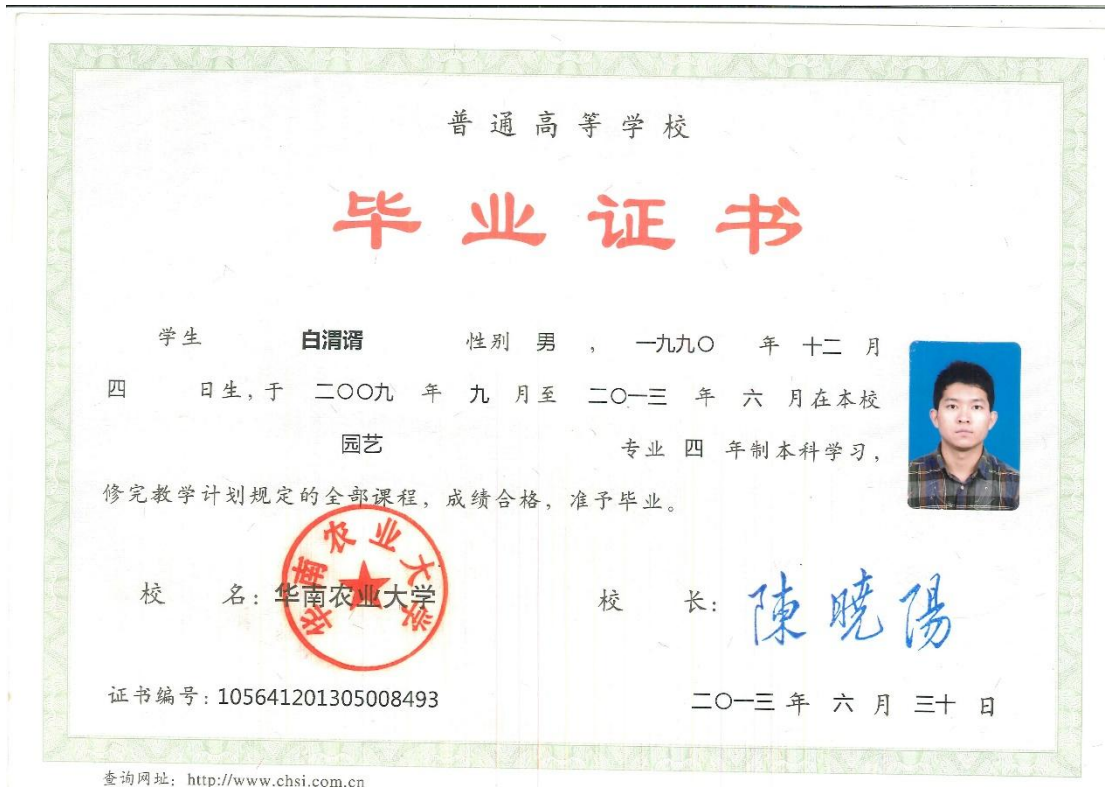 普通高等学校
毕业证书
学生 白渭谞 性别 男 , 一九九〇 年 十二 月
四 日生,于 二〇〇九 年 九 月至 二〇一三 年 六 月在本校
园艺 专业 四 年制本科学习,
修完教学计划规定的全部课程,成绩合格,准予毕业。
华南农业大学
校 名:华南农业大学 校 长: 陳曉陽
证书编号:105641201305008493 二〇一三 年 六 月 三十 日
查询网址: http://www.chsi.com.cn